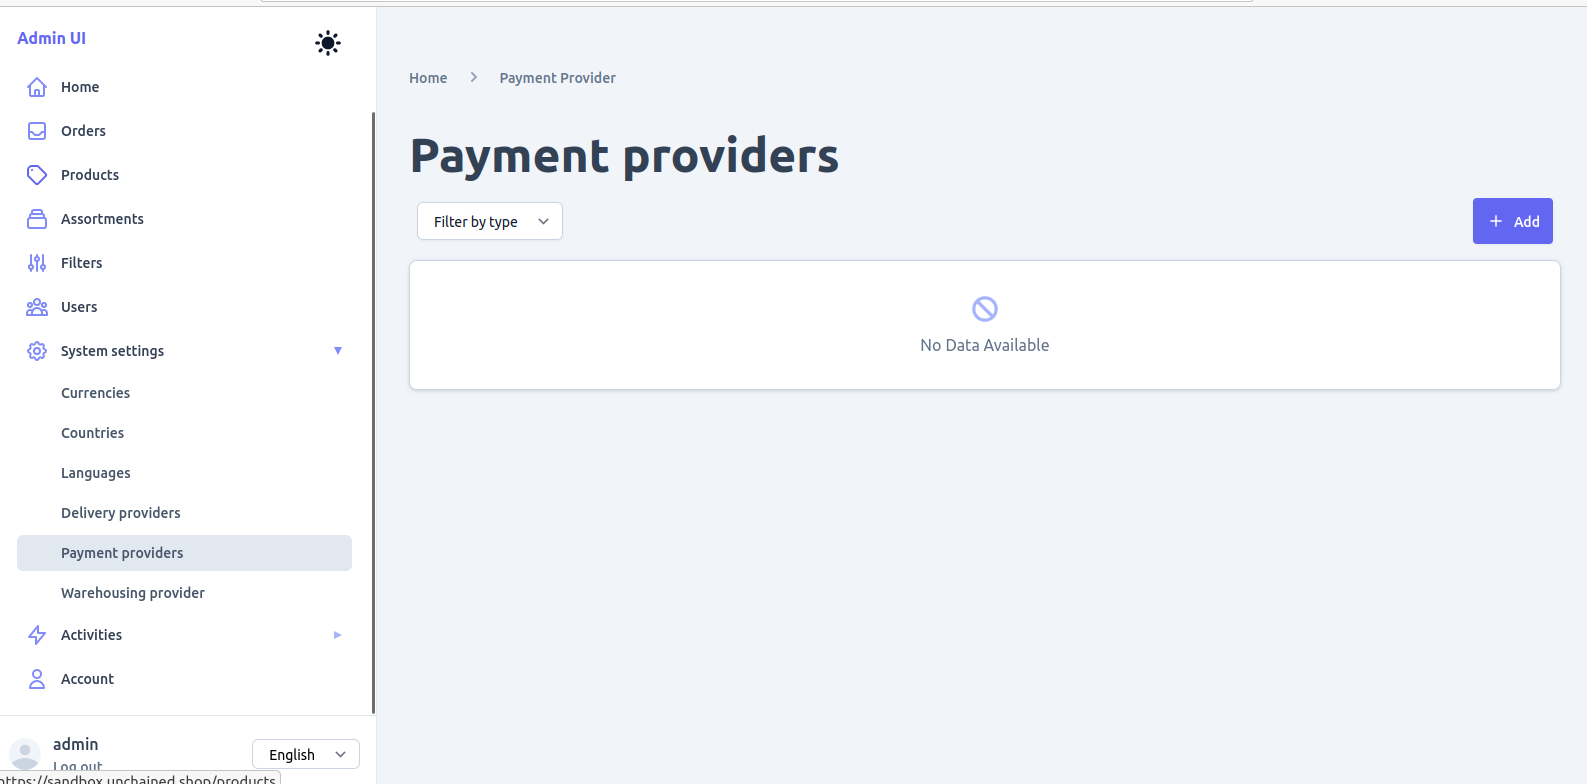 Admin UI
Home
Orders
Products
Assortments
Filters
Users
System settings
Currencies
Countries
Languages
Delivery providers
Payment providers
Warehousing provider
Activities
Account
admin
Log out
English
https://sandbox.unchained.shop/products
Home
Payment Provider
Payment providers
Filter by type
Add
No Data Available